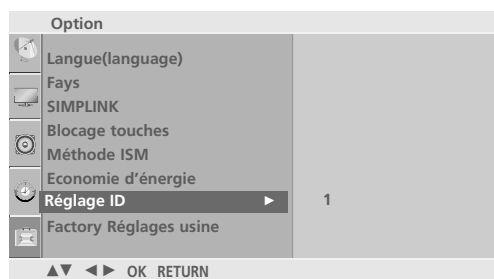 Option
Langue(language)
Fays
SIMPLINK
Blocage touches
Méthode ISM
Economie d’énergie
Réglage ID ► 1
Factory Réglages usine
▲▼ ◄► OK RETURN